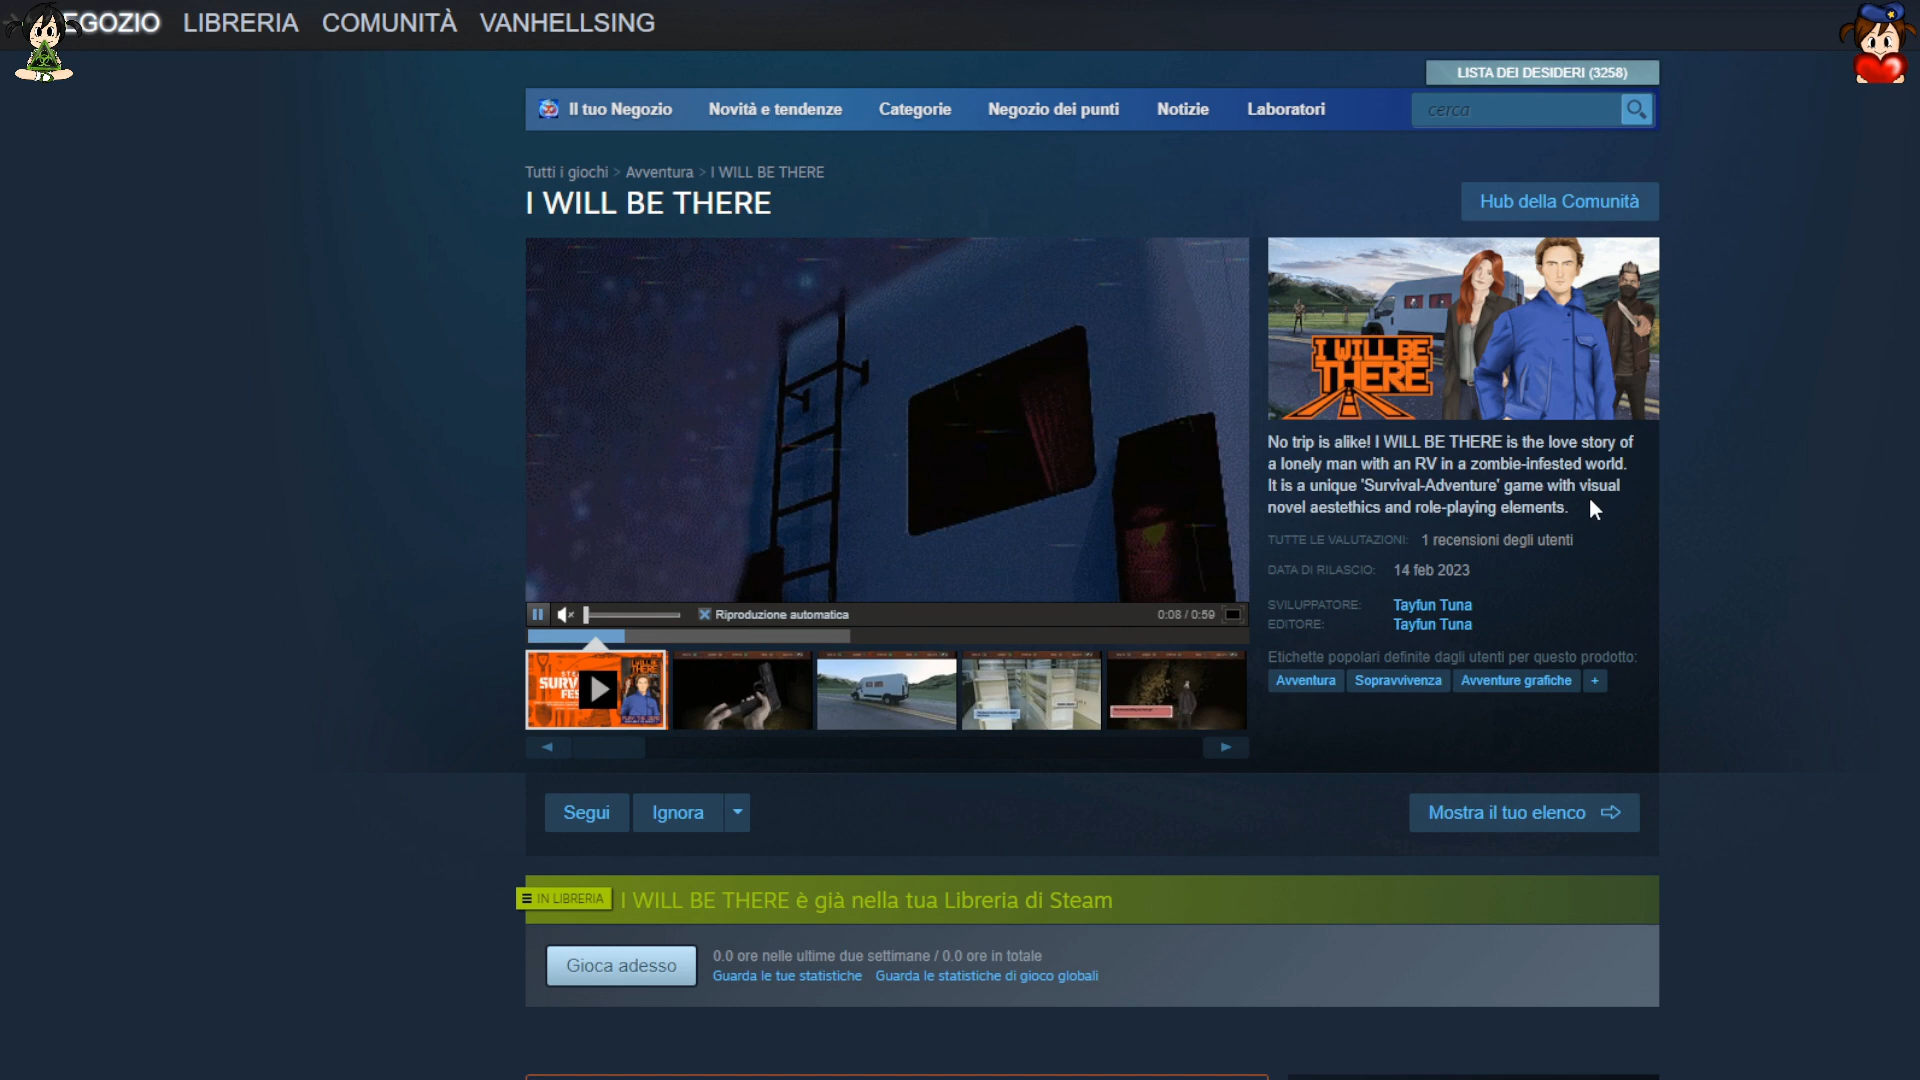 EGOZIO LIBRERIA COMUNITÀ VANHELLSING
LISTA DEI DESIDERI (3258)
Il tuo Negozio Novità e tendenze Categorie Negozio dei punti Notizie Laboratori cerca
Tutti i giochi > Avventura > I WILL BE THERE
I WILL BE THERE
Hub della Comunità
I WILL BE
THERE
No trip is alike! I WILL BE THERE is the love story of
a lonely man with an RV in a zombie-infested world.
It is a unique 'Survival-Adventure' game with visual
novel aestethics and role-playing elements.
TUTTE LE VALUTAZIONI: 1 recensioni degli utenti
DATA DI RILASCIO: 14 feb 2023
SVILUPPATORE: Tayfun Tuna
EDITORE: Tayfun Tuna
Etichette popolari definite dagli utenti per questo prodotto:
Avventura Sopravvivenza Avventure grafiche +
Riproduzione automatica 0:08 / 0:59
Segui Ignora Mostra il tuo elenco
IN LIBRERIA I WILL BE THERE è già nella tua Libreria di Steam
Gioca adesso
0.0 ore nelle ultime due settimane / 0.0 ore in totale
Guarda le tue statistiche Guarda le statistiche di gioco globali